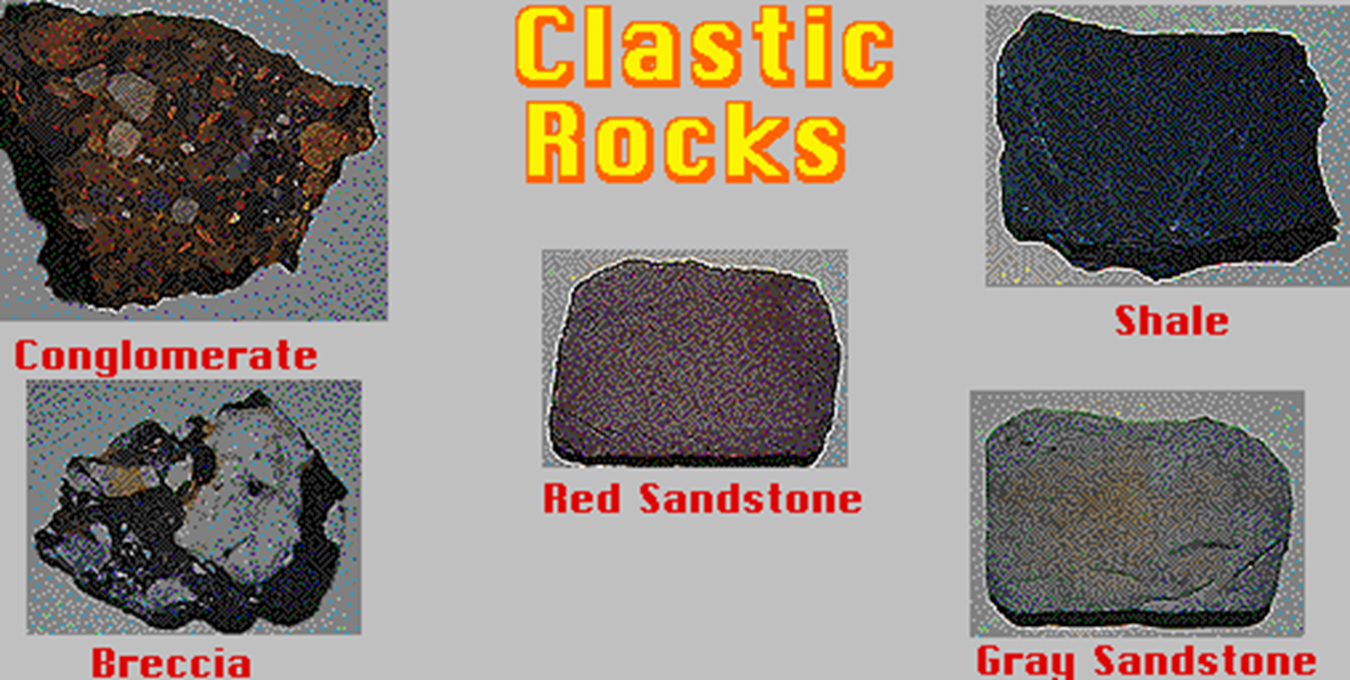 Clastic
Rocks
Conglomerate
Shale
Red Sandstone
Breccia
Gray Sandstone